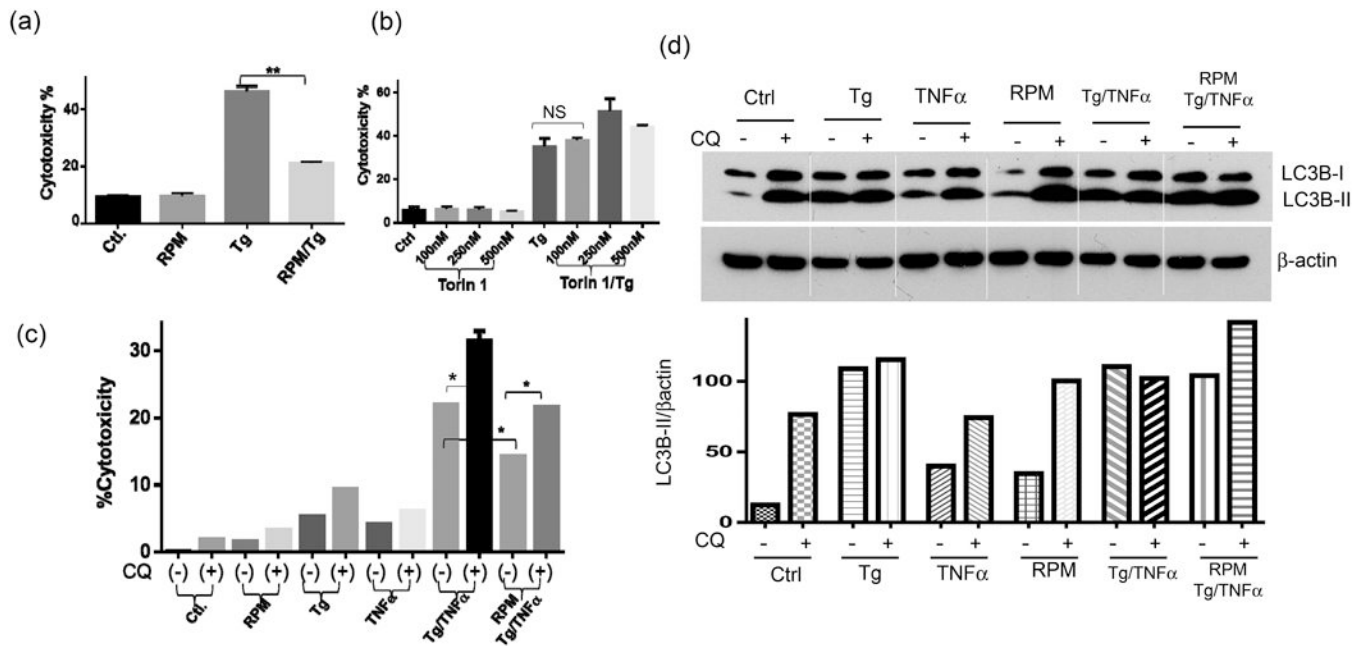 (a)
Cytotoxicity %
40
20
0
**
Ctl.
RPM
Tg
RPM/Tg
(b)
Cytotoxicity %
60
40
20
0
NS
Ctrl
100nM
250nM
500nM
Tg
100nM
250nM
500nM
Torin 1
Torin 1/Tg
(c)
%Cytotoxicity
30
20
10
0
*
*
*
CQ (-) (+) (-) (+) (-) (+) (-) (+) (-) (+) (-) (+)
Ctl.
RPM
Tg
TNFα
Tg/TNFα
RPM
Tg/TNFα
(d)
Ctrl Tg TNFα RPM Tg/TNFα RPM
Tg/TNFα
CQ - + - + - + - + - + - +
LC3B-I
LC3B-II
β-actin
LC3B-II/βactin
100
50
0
CQ - + - + - + - + - + - +
Ctrl Tg TNFα RPM Tg/TNFα RPM
Tg/TNFα